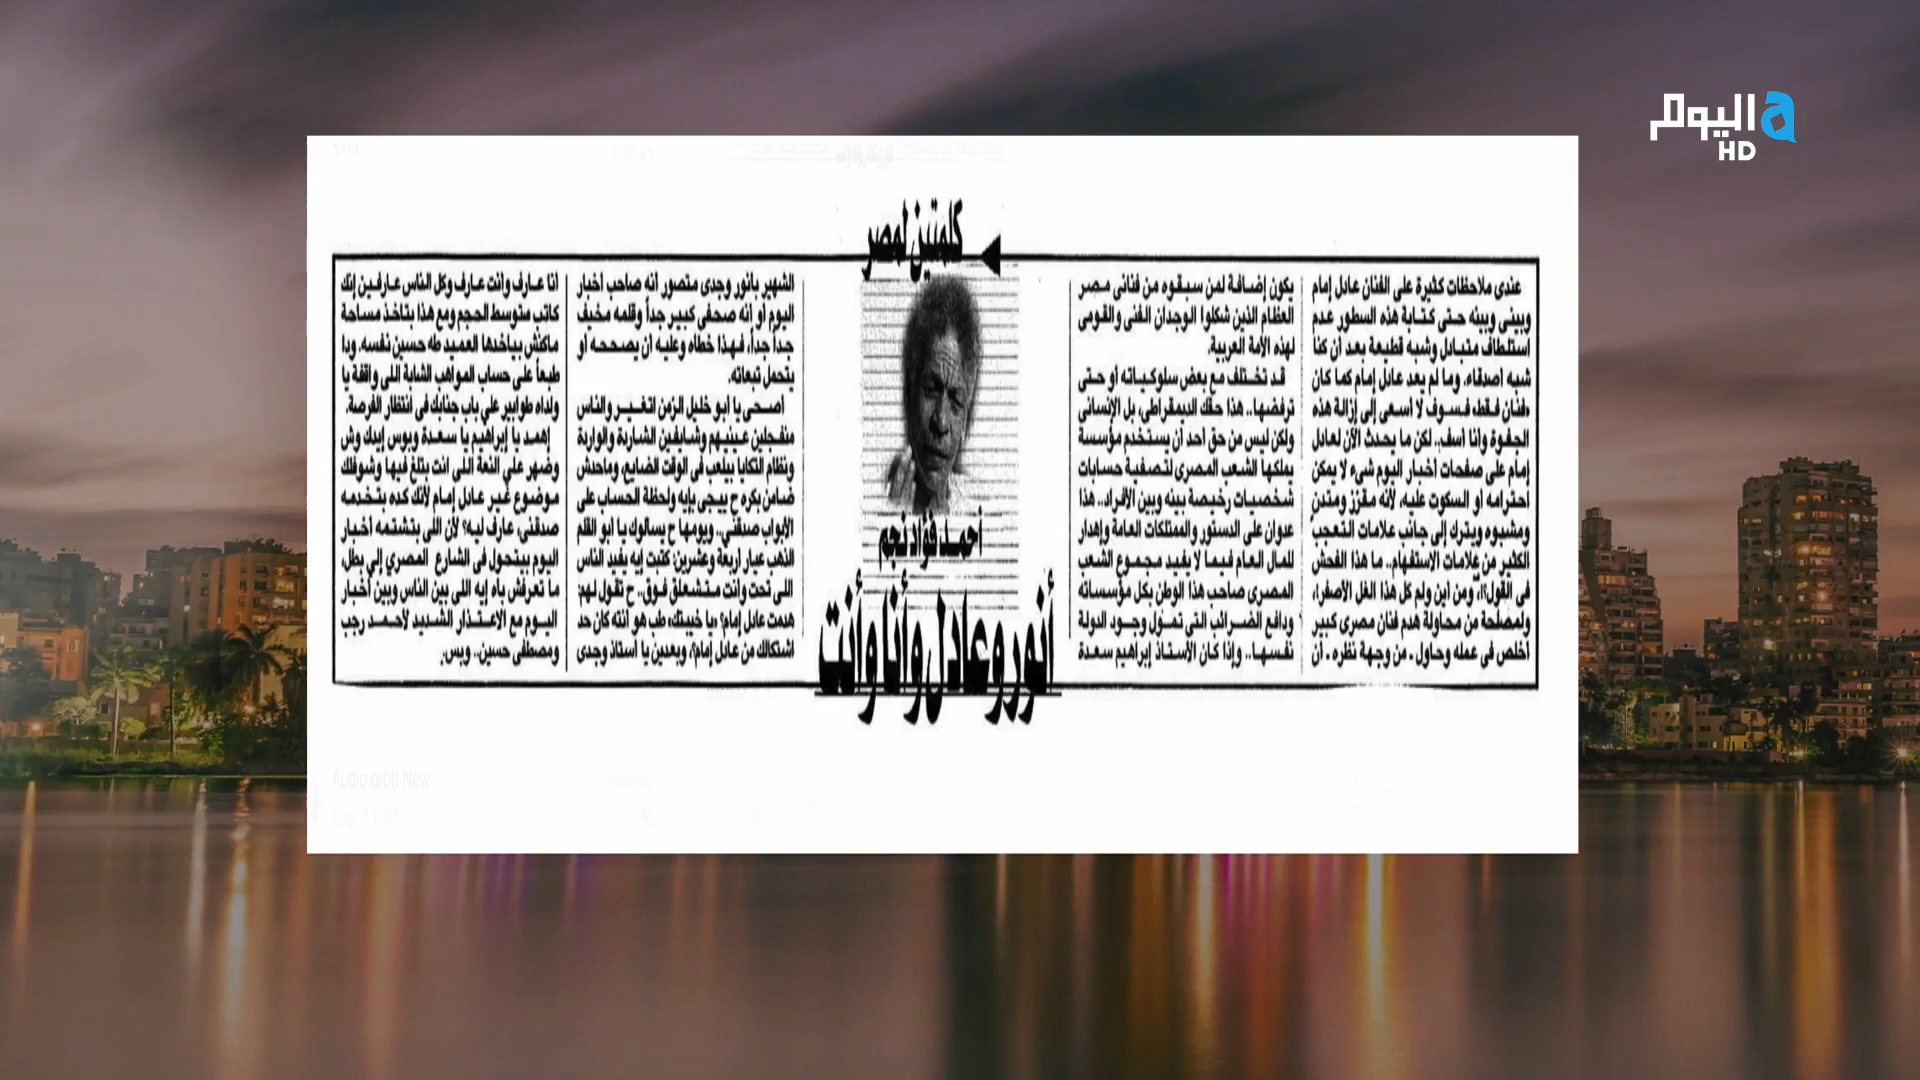 اليوم
HD
كلمتين لمصر
أحمد فؤاد نجم
أنور وعادل وأنا وأنت
عندى ملاحظات كثيرة على الفنان عادل إمام
وبينى وبينه حتى كتابة هذه السطور عدم
استلطاف متبادل وشبه قطيعة بعد أن كنا
شبه أصدقاء، وما لم يعد عادل إمام كما كان
«فنان فقط» فسوف لا أسعى إلى إزالة هذه
الجفوة وأنا آسف.. لكن ما يحدث الآن لعادل
إمام على صفحات أخبار اليوم شىء لا يمكن
احترامه أو السكوت عليه، لأنه مقزز ومتدن
ومشبوه ويترك إلى جانب علامات التعجب
الكثير من علامات الاستفهام.. ما هذا الفحش
فى القول؟!، ومن أين ولم كل هذا الغل الأصفر؟،
ولمصلحة من محاولة هدم فنان مصرى كبير
أخلص فى عمله وحاول ـ من وجهة نظره ـ أن
يكون إضافة لمن سبقوه من فنانى مصر
العظام الذين شكلوا الوجدان الفنى والقومى
لهذه الأمة العربية.
قد تختلف مع بعض سلوكياته أو حتى
ترفضها.. هذا حقك الديمقراطى، بل الإنسانى
ولكن ليس من حق أحد أن يستخدم مؤسسة
يملكها الشعب المصرى لتصفية حسابات
شخصيات رخيصة بينه وبين الأفراد.. هذا
عدوان على الدستور والممتلكات العامة وإهدار
للمال العام فيما لا يفيد مجموع الشعب
المصرى صاحب هذا الوطن بكل مؤسساته
ودافع الضرائب التى تمول وجود الدولة
نفسها.. وإذا كان الأستاذ إبراهيم سعدة
الشهير بأنور وجدى متصور أنه صاحب أخبار
اليوم أو أنه صحفى كبير جداً وقلمه مخيف
جداً جداً، فهذا خطأه وعليه أن يصححه أو
يتحمل تبعاته.
أصحى يا أبو خليل الزمن اتغير والناس
منفجلين عينيهم وشايفين الشاردة والواردة
ونظام التكايا بيلعب فى الوقت الضايع، وماحدش
ضامن بكره ح ييجى بإيه ولحظة الحساب على
الأبواب صدقنى.. ويومها ح يسألوك يا أبو القلم
الذهب عيار أربعة وعشرين: كتبت إيه يفيد الناس
اللى تحت وانت متشعلق فوق.. ح تقول لهم:
هدمت عادل إمام؟، «يا خيبتك» طب هو أنته كان حد
اشتكالك من عادل إمام؟، وبعدين يا أستاذ وجدى
أنا عارف وانت عارف وكل الناس عارفين إنك
كاتب متوسط الحجم ومع هذا بتاخد مساحة
ماكنش بياخدها العميد طه حسين نفسه، ودا
طبعاً على حساب المواهب الشابة اللى واقفة يا
ولداه طوابير على باب جنابك فى انتظار الفرصة.
إهمد يا إبراهيم يا سعدة وبوس إيدك وش
وضهر على النعمة اللى انت بتلغ فيها وشوفلك
موضوع غير عادل إمام لأنك كده بتخدمه
صدقنى، عارف ليه؟ لأن اللى بتشتمه أخبار
اليوم بيتحول فى الشارع المصرى إلى بطل،
ما تعرفش بأه إيه اللى بين الناس وبين أخبار
اليوم مع الاعتذار الشديد لأحمد رجب
ومصطفى حسين.. وبس.
Audio orbit New